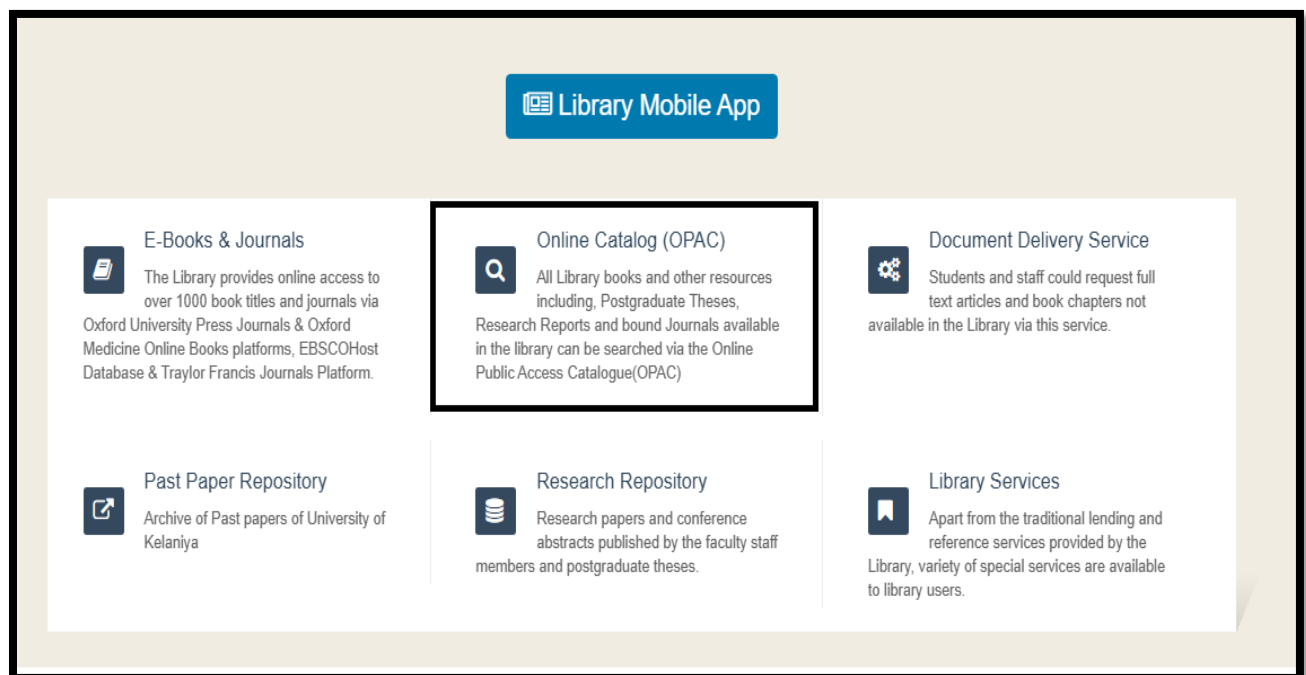 Library Mobile App
E-Books & Journals
The Library provides online access to
over 1000 book titles and journals via
Oxford University Press Journals & Oxford
Medicine Online Books platforms, EBSCOHost
Database & Traylor Francis Journals Platform.
Online Catalog (OPAC)
All Library books and other resources
including, Postgraduate Theses,
Research Reports and bound Journals available
in the library can be searched via the Online
Public Access Catalogue(OPAC)
Document Delivery Service
Students and staff could request full
text articles and book chapters not
available in the Library via this service.
Past Paper Repository
Archive of Past papers of University of
Kelaniya
Research Repository
Research papers and conference
abstracts published by the faculty staff
members and postgraduate theses.
Library Services
Apart from the traditional lending and
reference services provided by the
Library, variety of special services are available
to library users.